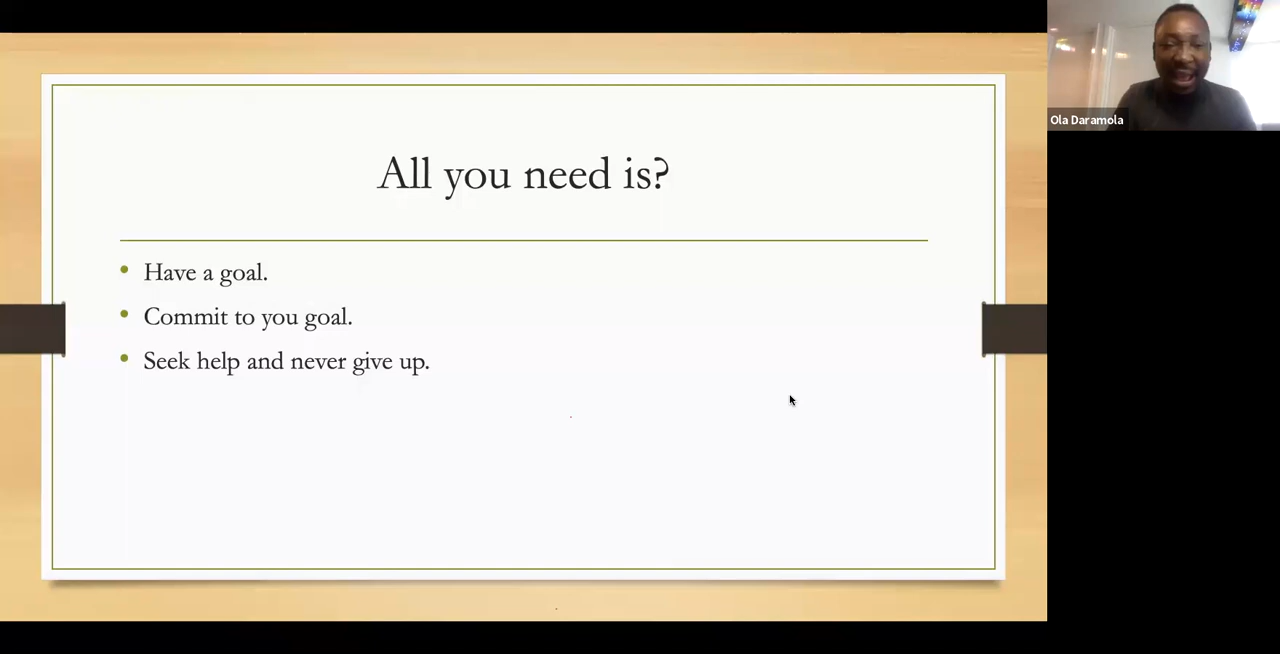 All you need is?
Have a goal.
Commit to you goal.
Seek help and never give up.
Ola Daramola